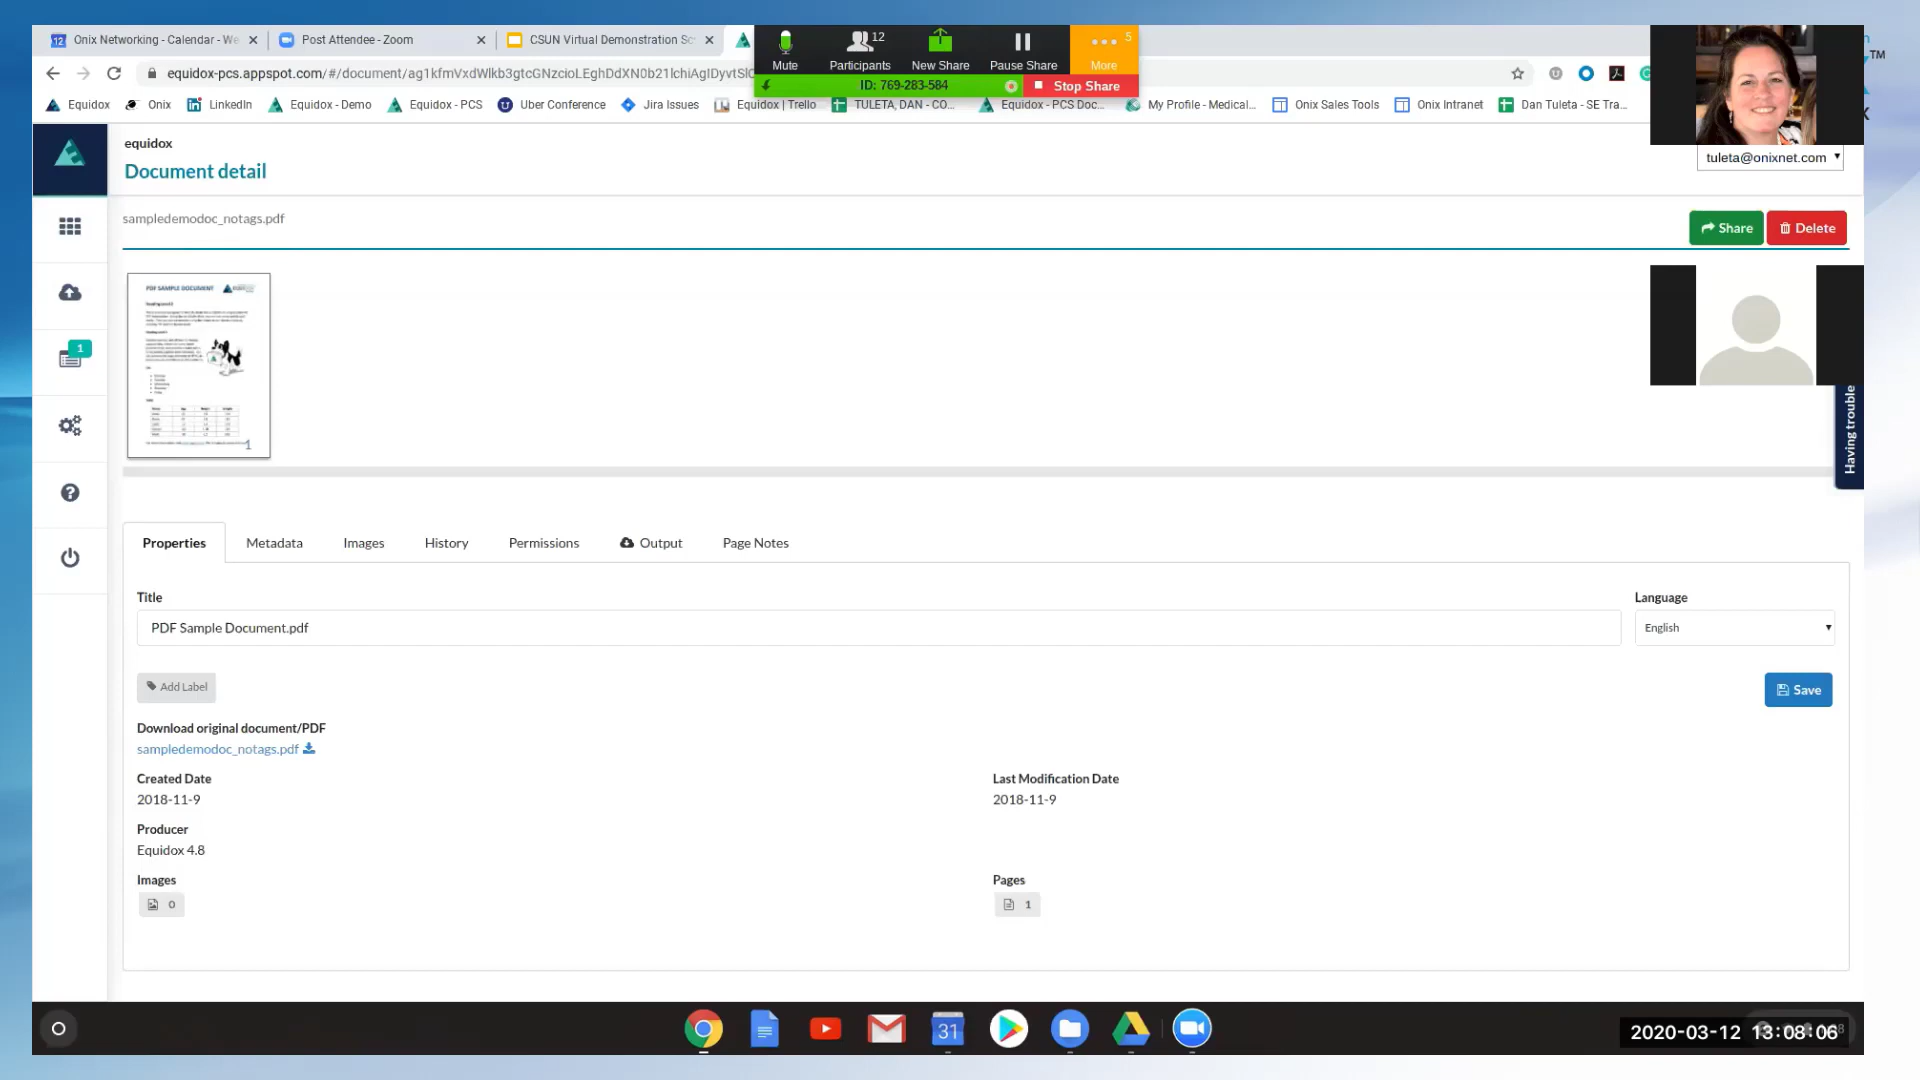 Onix Networking - Calendar - We
Post Attendee - Zoom
CSUN Virtual Demonstration Sc
Mute
12
Participants
New Share
Pause Share
5
More
ID: 769-283-584
Stop Share
equidox-pcs.appspot.com/#/document/ag1kfmVxdWlkb3gtcGNzcioLEghDdXN0b21lchiAgIDyvtSlC
Equidox
Onix
LinkedIn
Equidox - Demo
Equidox - PCS
Uber Conference
Jira Issues
Equidox | Trello
TULETA, DAN - CO...
Equidox - PCS Doc...
My Profile - Medical...
Onix Sales Tools
Onix Intranet
Dan Tuleta - SE Tra...
TM
equidox
Document detail
tuleta@onixnet.com
sampledemodoc_notags.pdf
Share
Delete
PDF SAMPLE DOCUMENT
1
1
Having trouble
Properties
Metadata
Images
History
Permissions
Output
Page Notes
Title
Language
PDF Sample Document.pdf
English
Add Label
Save
Download original document/PDF
sampledemodoc_notags.pdf
Created Date
Last Modification Date
2018-11-9
2018-11-9
Producer
Equidox 4.8
Images
Pages
0
1
31
2020-03-12 13:08:06